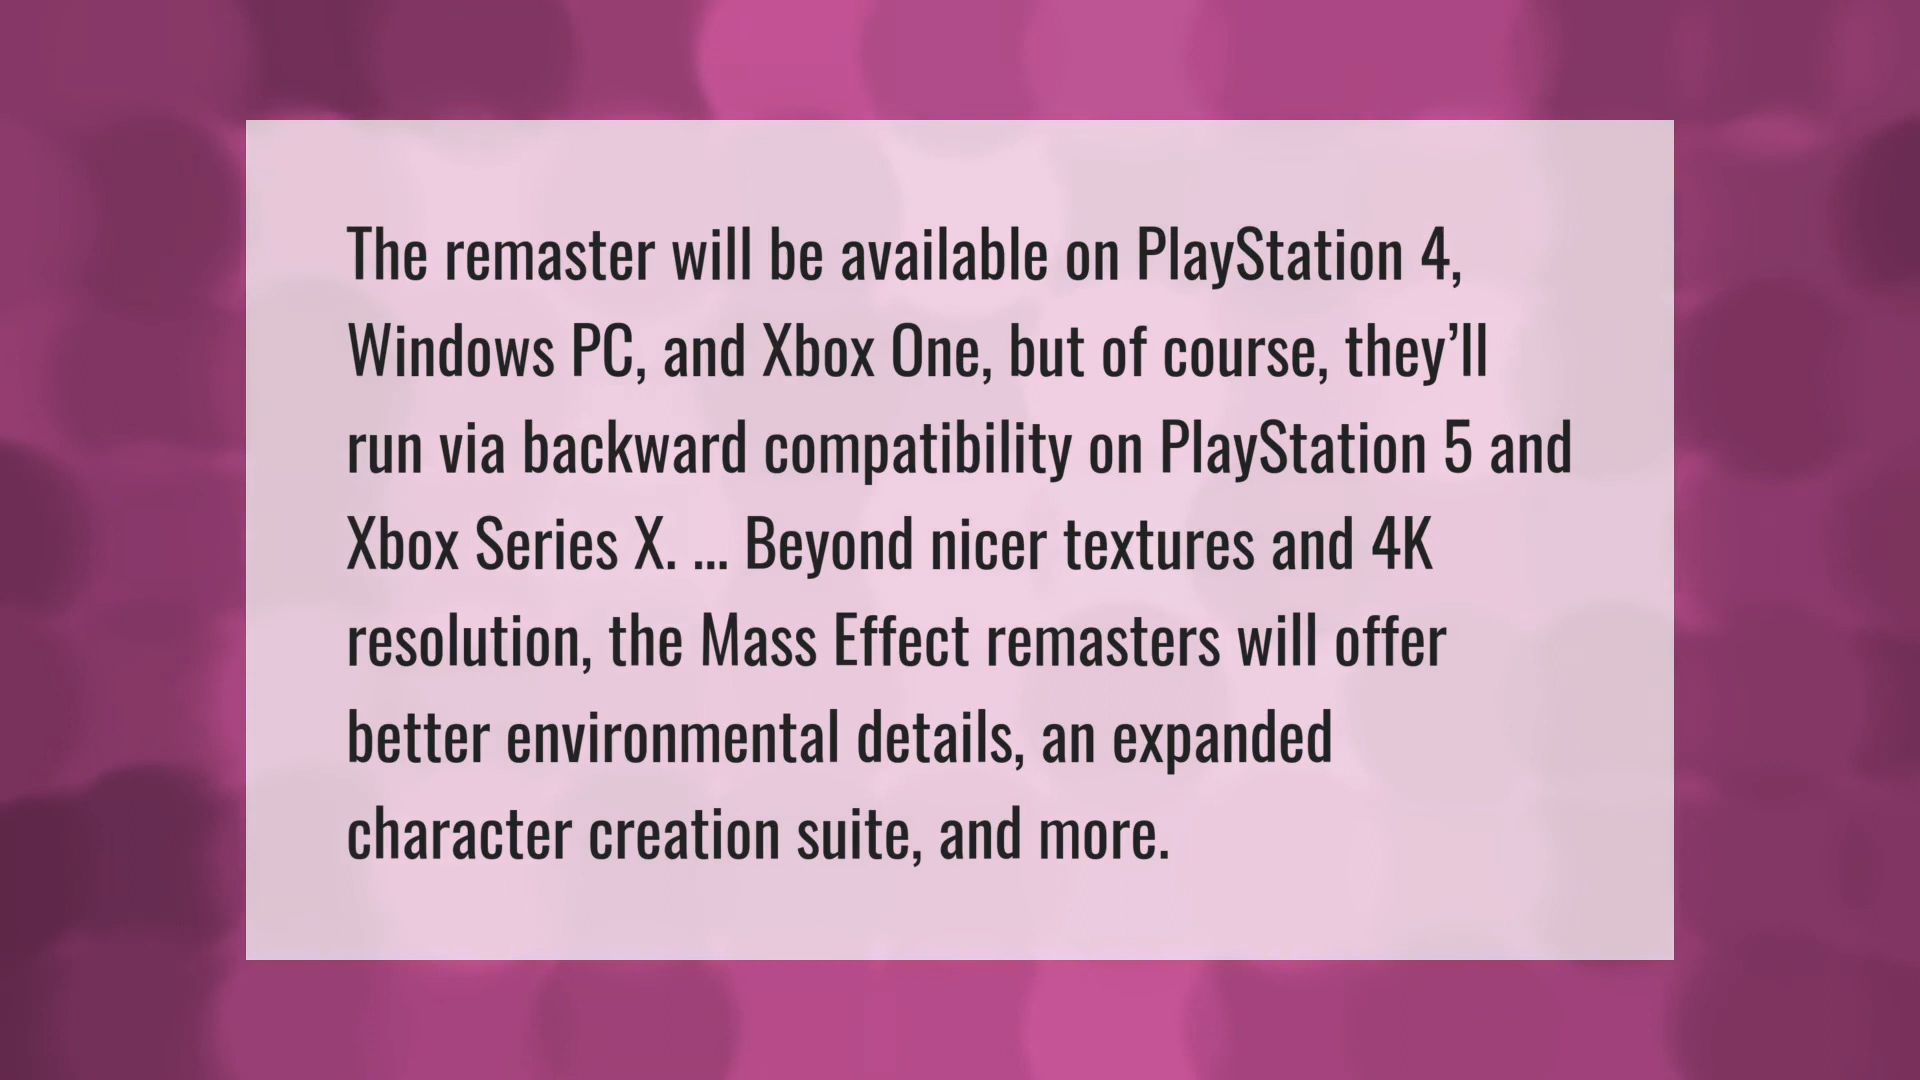 The remaster will be available on PlayStation 4,
Windows PC, and Xbox One, but of course, they’ll
run via backward compatibility on PlayStation 5 and
Xbox Series X. ... Beyond nicer textures and 4K
resolution, the Mass Effect remasters will offer
better environmental details, an expanded
character creation suite, and more.